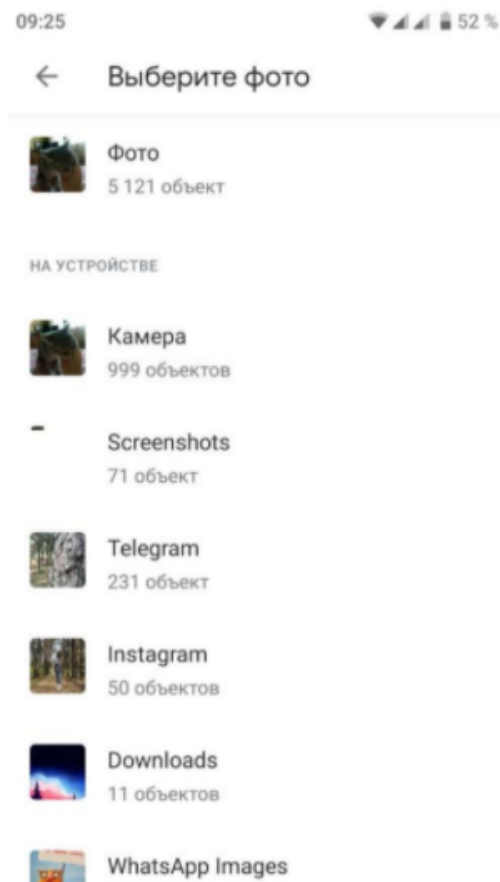 09:25
52 %
Выберите фото
Фото
5 121 объект
НА УСТРОЙСТВЕ
Камера
999 объектов
Screenshots
71 объект
Telegram
231 объект
Instagram
50 объектов
Downloads
11 объектов
WhatsApp Images